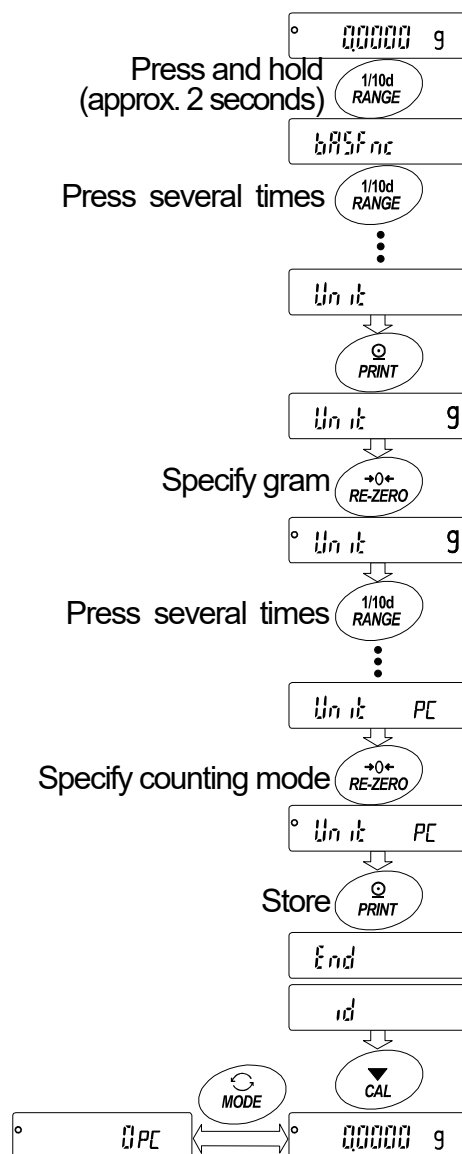 0.0000 g
Press and hold
(approx. 2 seconds)
1/10d
RANGE
bASFnc
Press several times
1/10d
RANGE
Unit
PRINT
Unit g
Specify gram
→0←
RE-ZERO
Unit g
Press several times
1/10d
RANGE
Unit PC
Specify counting mode
→0←
RE-ZERO
Unit PC
Store
PRINT
End
id
MODE
CAL
0 PC
0.0000 g